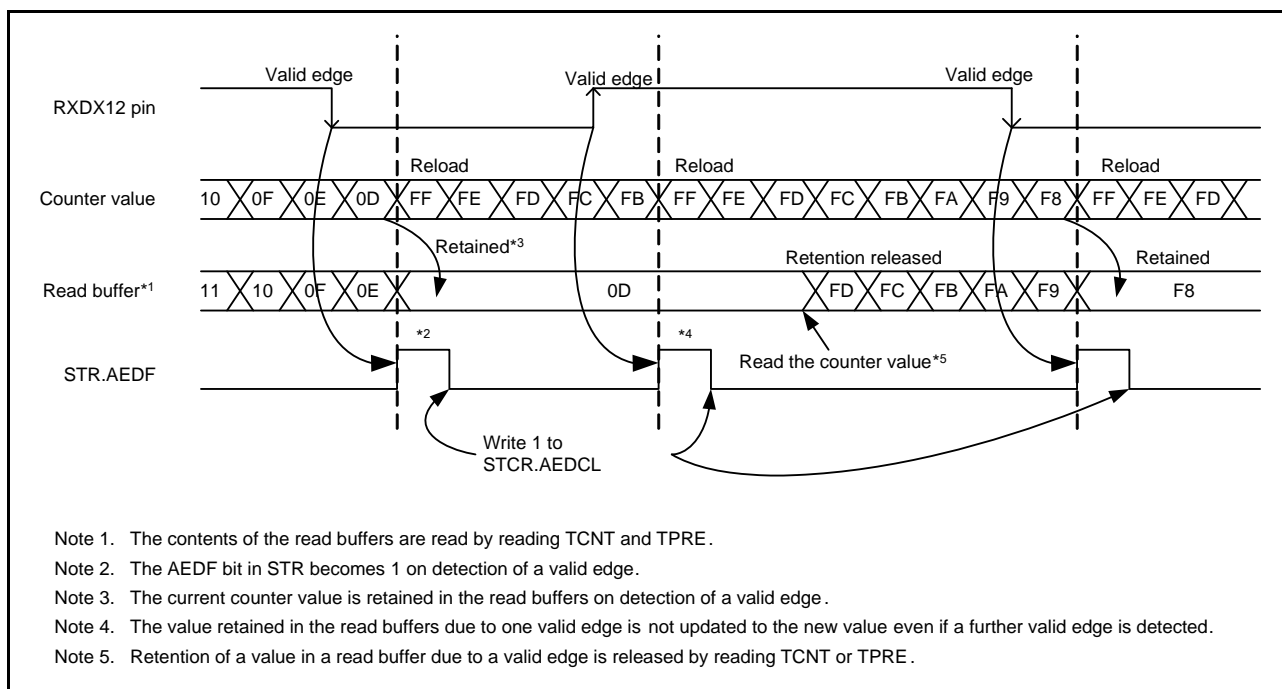 Valid edge Valid edge Valid edge
RXDX12 pin
Reload Reload Reload
Counter value 10 0F 0E 0D FF FE FD FC FB FF FE FD FC FB FA F9 F8 FF FE FD
Retained*3 Retention released Retained
Read buffer*1 11 10 0F 0E 0D FD FC FB FA F9 F8
*2 *4
Read the counter value*5
STR.AEDF
Write 1 to
STCR.AEDCL
Note 1. The contents of the read buffers are read by reading TCNT and TPRE.
Note 2. The AEDF bit in STR becomes 1 on detection of a valid edge.
Note 3. The current counter value is retained in the read buffers on detection of a valid edge.
Note 4. The value retained in the read buffers due to one valid edge is not updated to the new value even if a further valid edge is detected.
Note 5. Retention of a value in a read buffer due to a valid edge is released by reading TCNT or TPRE.